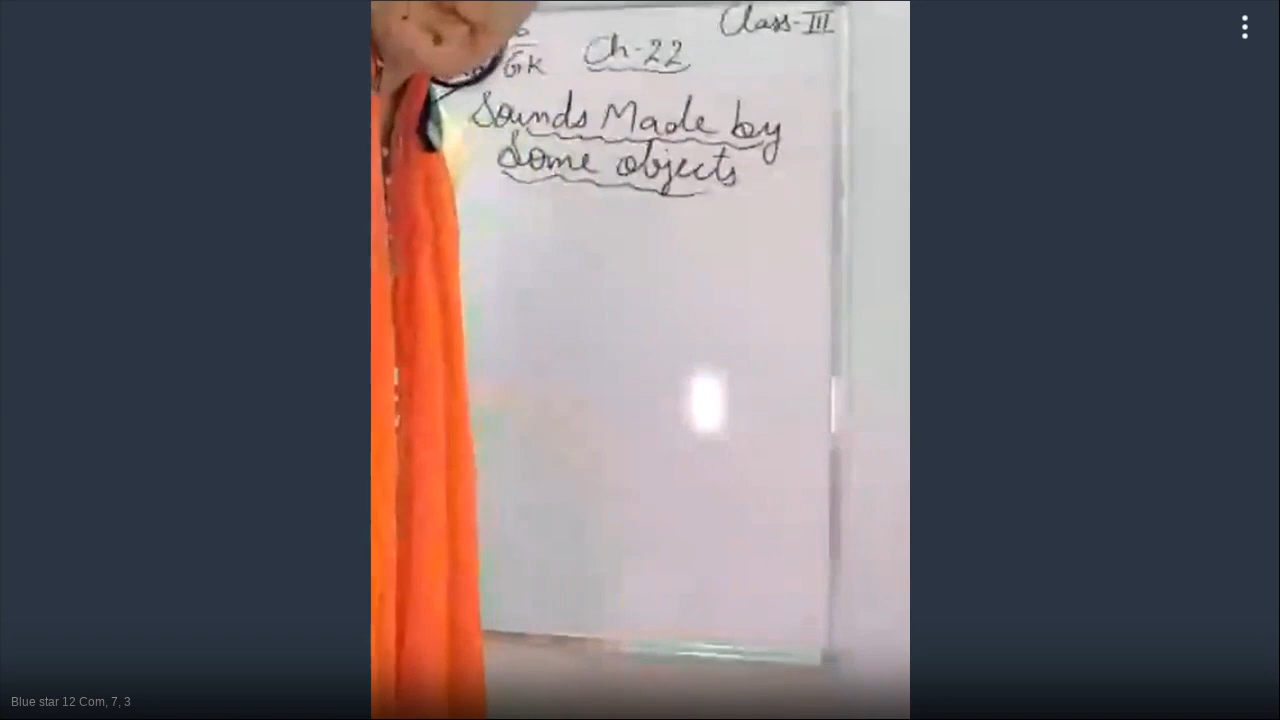 Class-III
GK Ch-22
Sounds Made by
Some objects
Blue star 12 Com, 7, 3